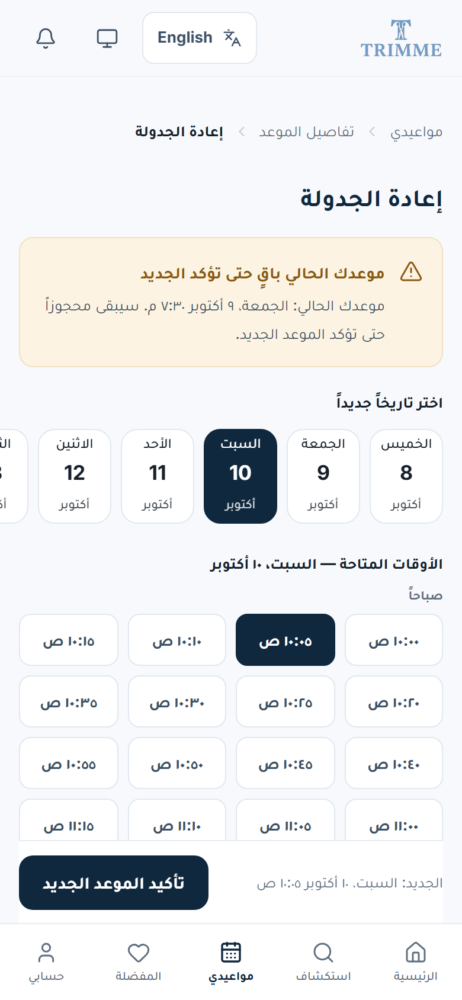 TRIMME
English
مواعيدي
تفاصيل الموعد
إعادة الجدولة
إعادة الجدولة
موعدك الحالي باقٍ حتى تؤكد الجديد
موعدك الحالي: الجمعة، ٩ أكتوبر ٧:٣٠ م. سيبقى محجوزاً
حتى تؤكد الموعد الجديد.
اختر تاريخاً جديداً
الخميس
8
أكتوبر
الجمعة
9
أكتوبر
السبت
10
أكتوبر
الأحد
11
أكتوبر
الاثنين
12
أكتوبر
الأوقات المتاحة — السبت، ١٠ أكتوبر
صباحاً
١٠:٠٠ ص
١٠:٠٥ ص
١٠:١٠ ص
١٠:١٥ ص
١٠:٢٠ ص
١٠:٢٥ ص
١٠:٣٠ ص
١٠:٣٥ ص
١٠:٤٠ ص
١٠:٤٥ ص
١٠:٥٠ ص
١٠:٥٥ ص
١١:٠٠ ص
١١:٠٥ ص
١١:١٠ ص
١١:١٥ ص
الجديد: السبت، ١٠ أكتوبر ١٠:٠٥ ص
تأكيد الموعد الجديد
الرئيسية
استكشاف
مواعيدي
المفضلة
حسابي